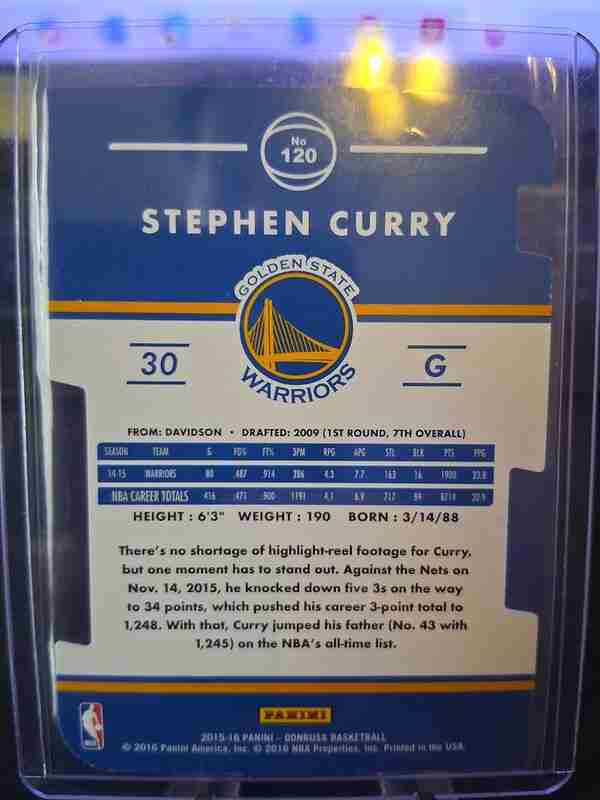 No
120
STEPHEN CURRY
GOLDEN STATE
WARRIORS
30
G
FROM: DAVIDSON • DRAFTED: 2009 (1ST ROUND, 7TH OVERALL)
SEASON TEAM G FG% FT% 3PM RPG APG STL BLK PTS PPG
14-15 WARRIORS 80 .487 .914 286 4.3 7.7 163 16 1900 23.8
NBA CAREER TOTALS 416 .471 .900 1191 4.1 6.9 717 20.9
HEIGHT : 6'3" WEIGHT : 190 BORN : 3/14/88
There's no shortage of highlight-reel footage for Curry,
but one moment has to stand out. Against the Nets on
Nov. 14, 2015, he knocked down five 3s on the way
to 34 points, which pushed his career 3-point total to
1,248. With that, Curry jumped his father (No. 43 with
1,245) on the NBA's all-time list.
PANINI
2015-16 PANINI - DONRUSS BASKETBALL
© 2016 Panini America, Inc. © 2016 NBA Properties, Inc. Printed in the USA.